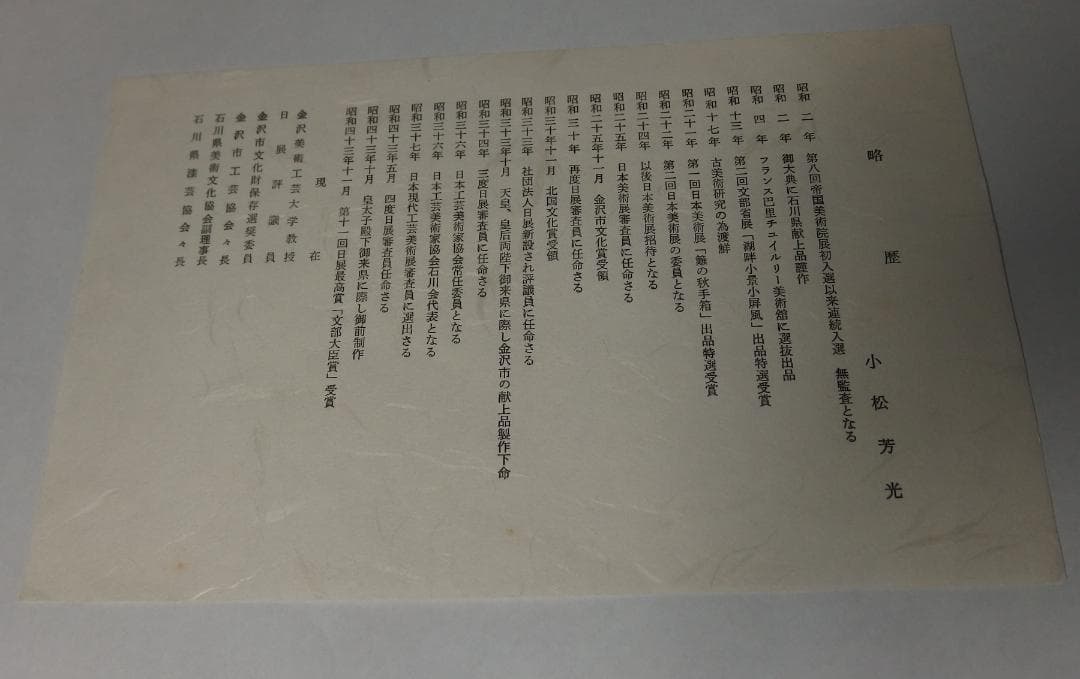 略歴
小松芳光
昭和二年 第八回帝国美術院展初入選以来連続入選 無監査となる
昭和二年 御大典に石川県献上品謹作
昭和四年 フランス巴里チュイルリー美術舘に選抜出品
昭和十三年 第二回文部省展「湖畔小景小屏風」出品特選受賞
昭和十七年 古美術研究の為渡鮮
昭和二十一年 第一回日本美術展「難の秋手箱」出品特選受賞
昭和二十二年 第二回日本美術展の委員となる
昭和二十四年 以後日本美術展招待となる
昭和二十五年 日本美術展審査員に任命さる
昭和二十五年十一月 金沢市文化賞受領
昭和三十年 再度日展審査員に任命さる
昭和三十年十一月 北国文化賞受領
昭和三十三年 社団法人日展新設され評議員に任命さる
昭和三十三年十月 天皇、皇后両陛下御来県に際し金沢市の献上品製作下命
昭和三十四年 三度日展審査員に任命さる
昭和三十六年 日本工芸美術家協会常任委員となる
昭和三十六年 日本工芸美術家協会石川会代表となる
昭和三十七年 日本現代工芸美術展審査員に選出さる
昭和四十三年五月 四度日展審査員任命さる
昭和四十三年十月 皇太子殿下御来県に際し御前制作
昭和四十三年十一月 第十一回日展最高賞「文部大臣賞」受賞
現在
金沢美術工芸大学教授
日展評議員
金沢市文化財保存選奨委員
金沢市工芸協会々長
石川県美術文化協会副理事長
石川県漆芸協会々長